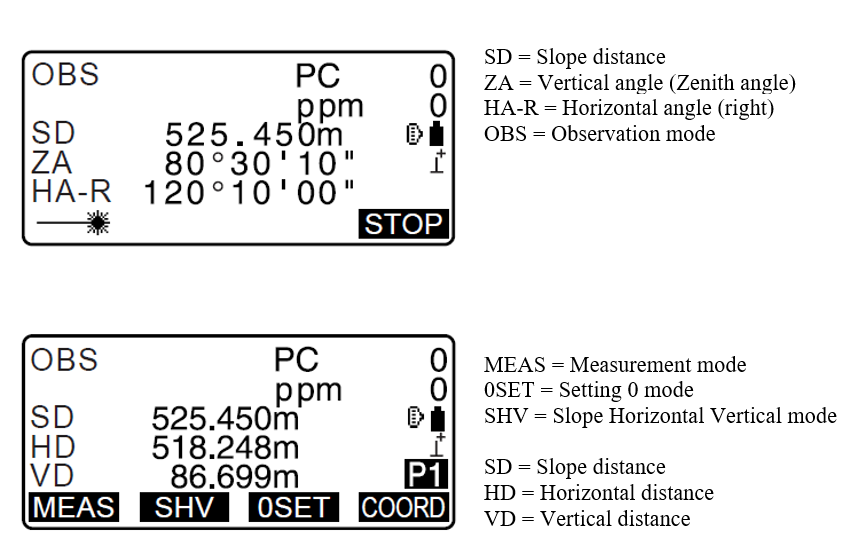 OBS PC 0
ppm 0
SD 525.450m
ZA 80°30'10"
HA-R 120°10'00"
STOP
SD = Slope distance
ZA = Vertical angle (Zenith angle)
HA-R = Horizontal angle (right)
OBS = Observation mode
OBS PC 0
ppm 0
SD 525.450m
HD 518.248m
VD 86.699m P1
MEAS SHV 0SET COORD
MEAS = Measurement mode
0SET = Setting 0 mode
SHV = Slope Horizontal Vertical mode
SD = Slope distance
HD = Horizontal distance
VD = Vertical distance